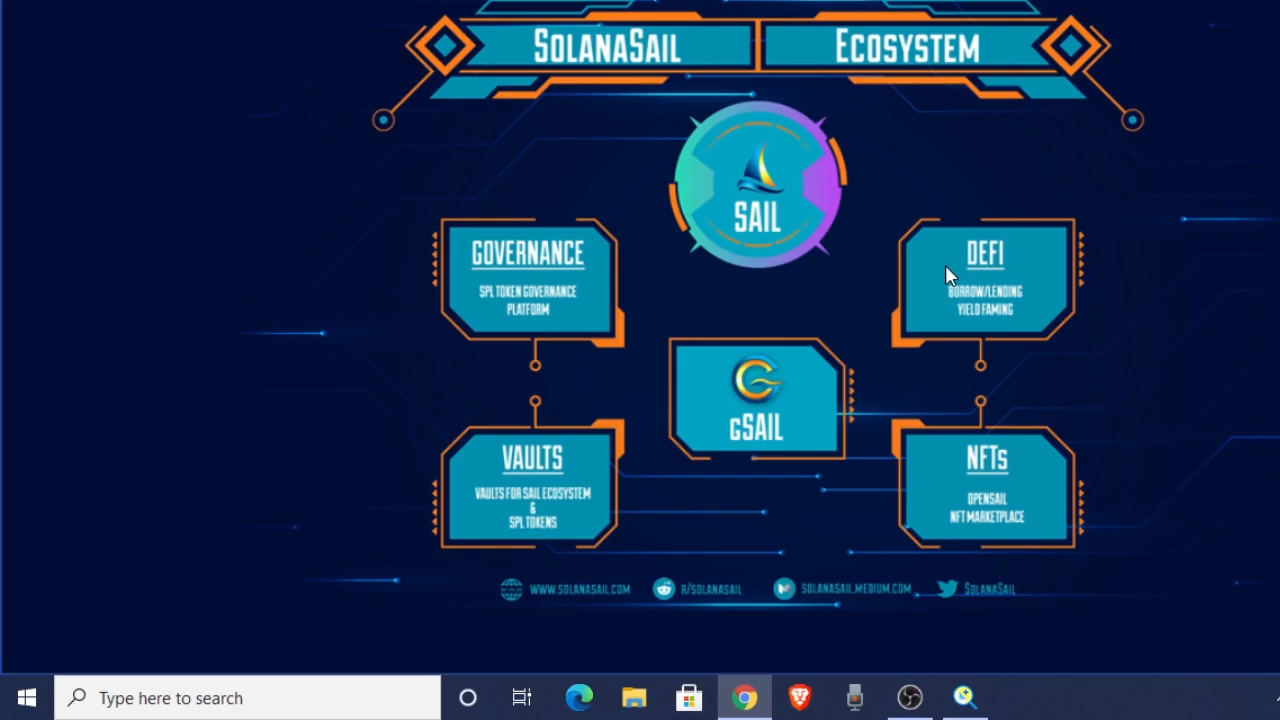 SOLANASAIL
ECOSYSTEM
SAIL
GOVERNANCE
SPL TOKEN GOVERNANCE
PLATFORM
DEFI
BORROW/LENDING
YIELD FAMING
GSAIL
VAULTS
VAULTS FOR SAIL ECOSYSTEM
&
SPL TOKENS
NFTs
OPENSAIL
NFT MARKETPLACE
WWW.SOLANASAIL.COM
R/SOLANASAIL
SOLANASAIL.MEDIUM.COM
SOLANASAIL
Type here to search